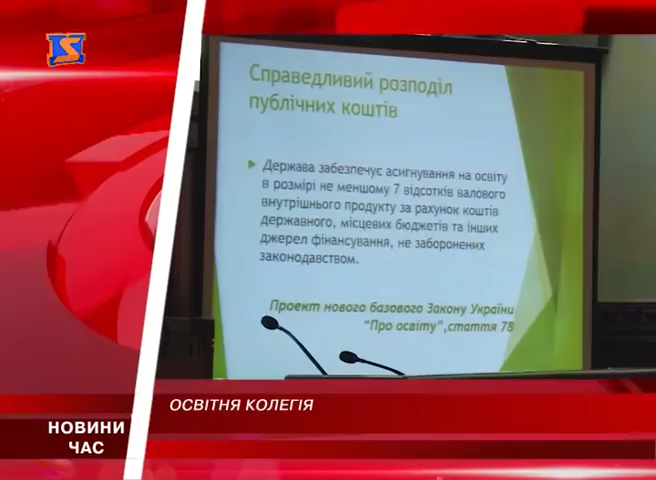 Справедливий розподіл
публічних коштів
Держава забезпечує асигнування на освіту
в розмірі не меншому 7 відсотків валового
внутрішнього продукту за рахунок коштів
державного, місцевих бюджетів та інших
джерел фінансування, не заборонених
законодавством.
Проект нового базового Закону України
"Про освіту",стаття 78
ОСВІТНЯ КОЛЕГІЯ
НОВИНИ
ЧАС